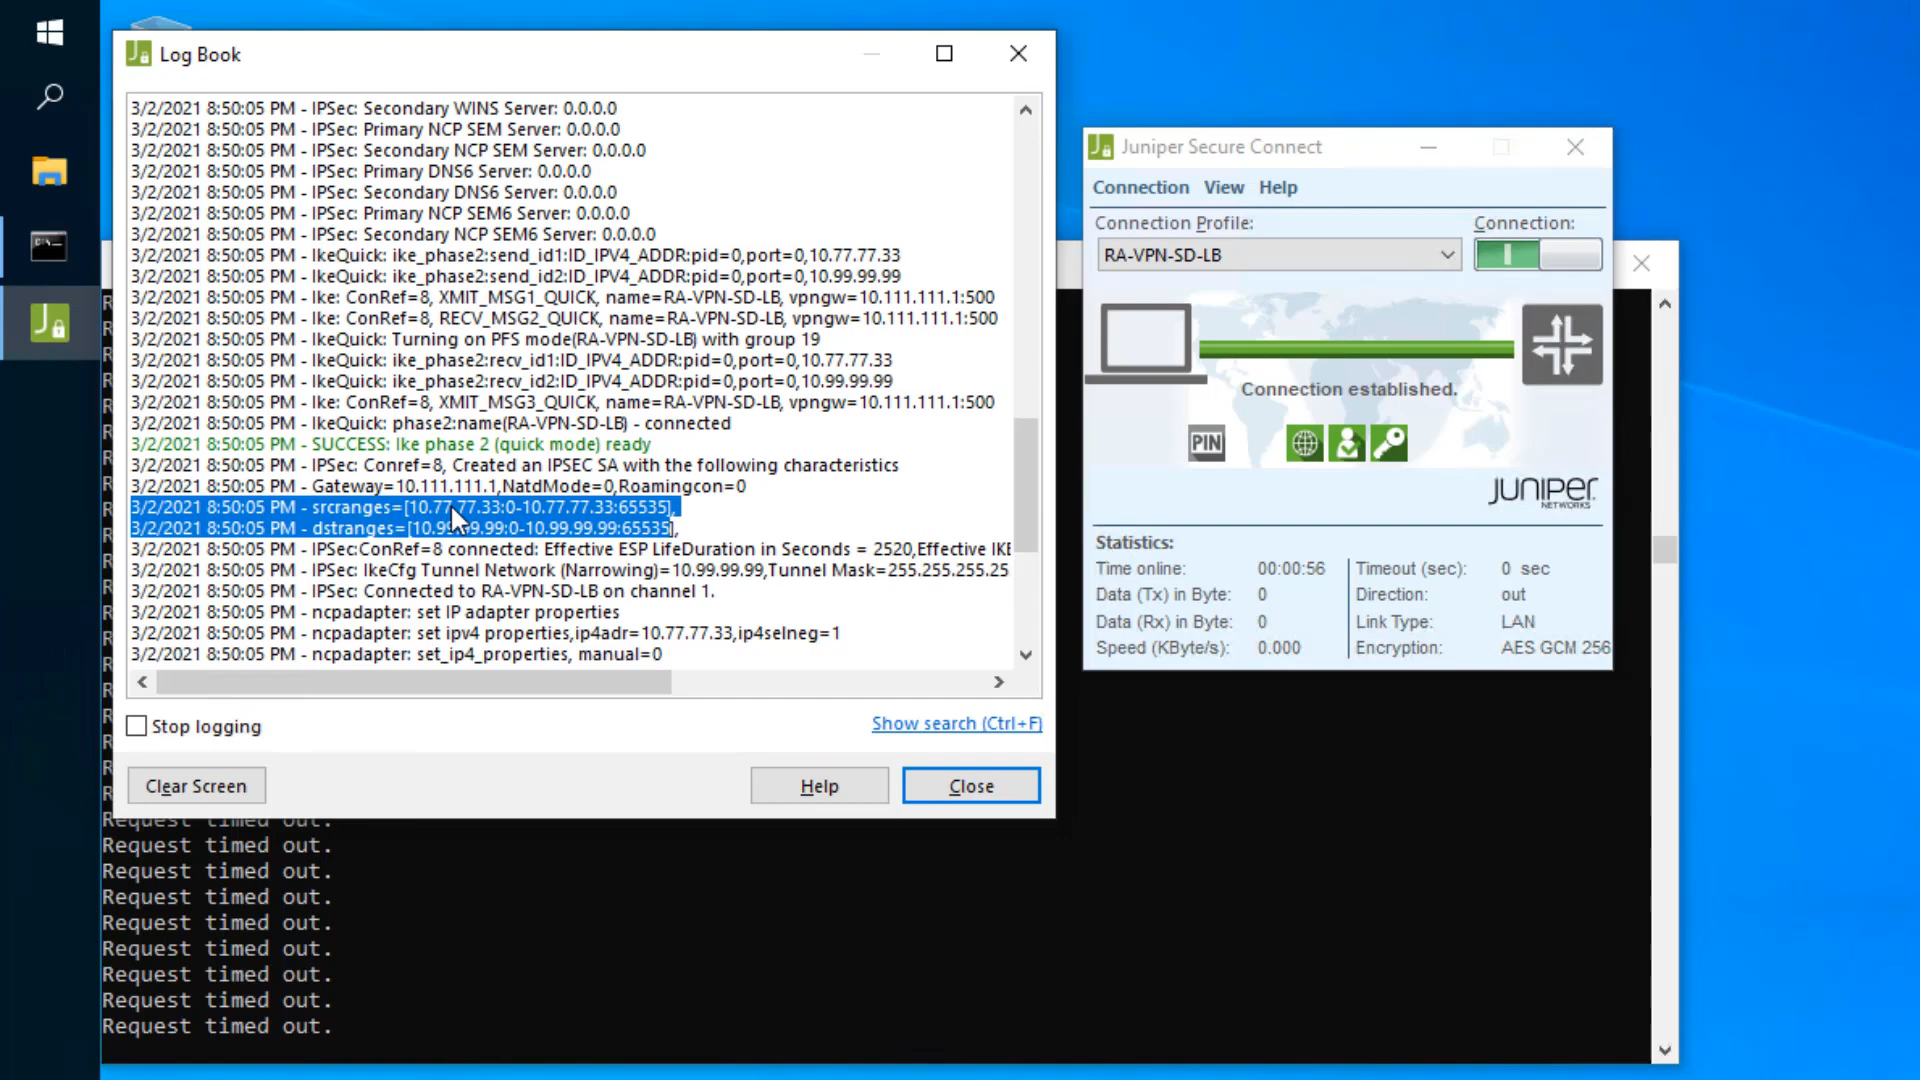 Log Book
3/2/2021 8:50:05 PM - IPSec: Secondary WINS Server: 0.0.0.0
3/2/2021 8:50:05 PM - IPSec: Primary NCP SEM Server: 0.0.0.0
3/2/2021 8:50:05 PM - IPSec: Secondary NCP SEM Server: 0.0.0.0
3/2/2021 8:50:05 PM - IPSec: Primary DNS6 Server: 0.0.0.0
3/2/2021 8:50:05 PM - IPSec: Secondary DNS6 Server: 0.0.0.0
3/2/2021 8:50:05 PM - IPSec: Primary NCP SEM6 Server: 0.0.0.0
3/2/2021 8:50:05 PM - IPSec: Secondary NCP SEM6 Server: 0.0.0.0
3/2/2021 8:50:05 PM - IkeQuick: ike_phase2:send_id1:ID_IPV4_ADDR:pid=0,port=0,10.77.77.33
3/2/2021 8:50:05 PM - IkeQuick: ike_phase2:send_id2:ID_IPV4_ADDR:pid=0,port=0,10.99.99.99
3/2/2021 8:50:05 PM - Ike: ConRef=8, XMIT_MSG1_QUICK, name=RA-VPN-SD-LB, vpngw=10.111.111.1:500
3/2/2021 8:50:05 PM - Ike: ConRef=8, RECV_MSG2_QUICK, name=RA-VPN-SD-LB, vpngw=10.111.111.1:500
3/2/2021 8:50:05 PM - IkeQuick: Turning on PFS mode(RA-VPN-SD-LB) with group 19
3/2/2021 8:50:05 PM - IkeQuick: ike_phase2:recv_id1:ID_IPV4_ADDR:pid=0,port=0,10.77.77.33
3/2/2021 8:50:05 PM - IkeQuick: ike_phase2:recv_id2:ID_IPV4_ADDR:pid=0,port=0,10.99.99.99
3/2/2021 8:50:05 PM - Ike: ConRef=8, XMIT_MSG3_QUICK, name=RA-VPN-SD-LB, vpngw=10.111.111.1:500
3/2/2021 8:50:05 PM - IkeQuick: phase2:name(RA-VPN-SD-LB) - connected
3/2/2021 8:50:05 PM - SUCCESS: Ike phase 2 (quick mode) ready
3/2/2021 8:50:05 PM - IPSec: Conref=8, Created an IPSEC SA with the following characteristics
3/2/2021 8:50:05 PM - Gateway=10.111.111.1,NatdMode=0,Roamingcon=0
3/2/2021 8:50:05 PM - srcranges=[10.77.77.33:0-10.77.77.33:65535],
3/2/2021 8:50:05 PM - dstranges=[10.99.99.99:0-10.99.99.99:65535],
3/2/2021 8:50:05 PM - IPSec:ConRef=8 connected: Effective ESP LifeDuration in Seconds = 2520,Effective IKE
3/2/2021 8:50:05 PM - IPSec: IkeCfg Tunnel Network (Narrowing)=10.99.99.99,Tunnel Mask=255.255.255.25
3/2/2021 8:50:05 PM - IPSec: Connected to RA-VPN-SD-LB on channel 1.
3/2/2021 8:50:05 PM - ncpadapter: set IP adapter properties
3/2/2021 8:50:05 PM - ncpadapter: set ipv4 properties,ip4adr=10.77.77.33,ip4selneg=1
3/2/2021 8:50:05 PM - ncpadapter: set_ip4_properties, manual=0
Stop logging
Show search (Ctrl+F)
Clear Screen
Help
Close
Juniper Secure Connect
Connection View Help
Connection Profile:
Connection:
RA-VPN-SD-LB
Connection established.
PIN
JUNIPER
NETWORKS
Statistics:
Time online: 00:00:56 Timeout (sec): 0 sec
Data (Tx) in Byte: 0 Direction: out
Data (Rx) in Byte: 0 Link Type: LAN
Speed (KByte/s): 0.000 Encryption: AES GCM 256
Request timed out.
Request timed out.
Request timed out.
Request timed out.
Request timed out.
Request timed out.
Request timed out.
Request timed out.
Request timed out.